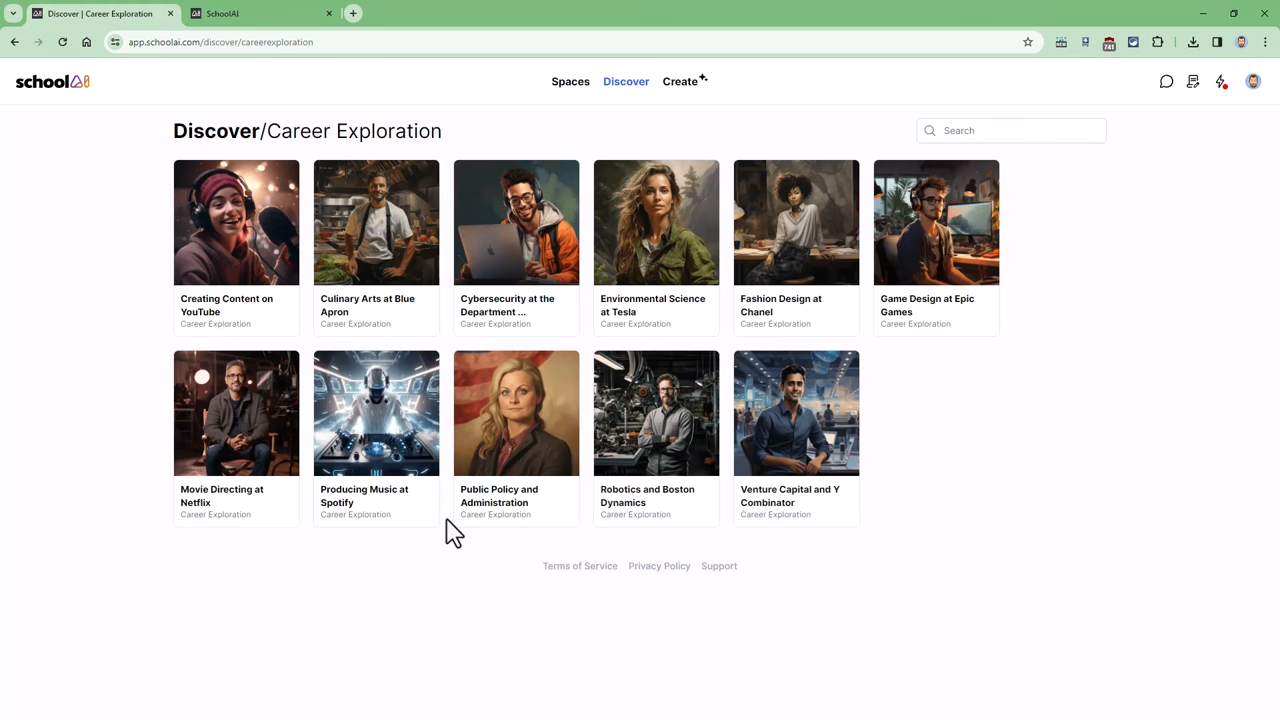 Discover | Career Exploration
SchoolAI
app.schoolai.com/discover/careerexploration
741
schoolAI
Spaces
Discover
Create
Discover/Career Exploration
Search
Creating Content on
YouTube
Career Exploration
Culinary Arts at Blue
Apron
Career Exploration
Cybersecurity at the
Department ...
Career Exploration
Environmental Science
at Tesla
Career Exploration
Fashion Design at
Chanel
Career Exploration
Game Design at Epic
Games
Career Exploration
Movie Directing at
Netflix
Career Exploration
Producing Music at
Spotify
Career Exploration
Public Policy and
Administration
Career Exploration
Robotics and Boston
Dynamics
Career Exploration
Venture Capital and Y
Combinator
Career Exploration
Terms of Service
Privacy Policy
Support